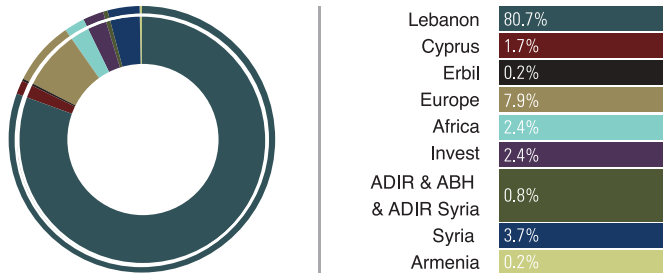 Lebanon 80.7%
Cyprus 1.7%
Erbil 0.2%
Europe 7.9%
Africa 2.4%
Invest 2.4%
ADIR & ABH
& ADIR Syria 0.8%
Syria 3.7%
Armenia 0.2%